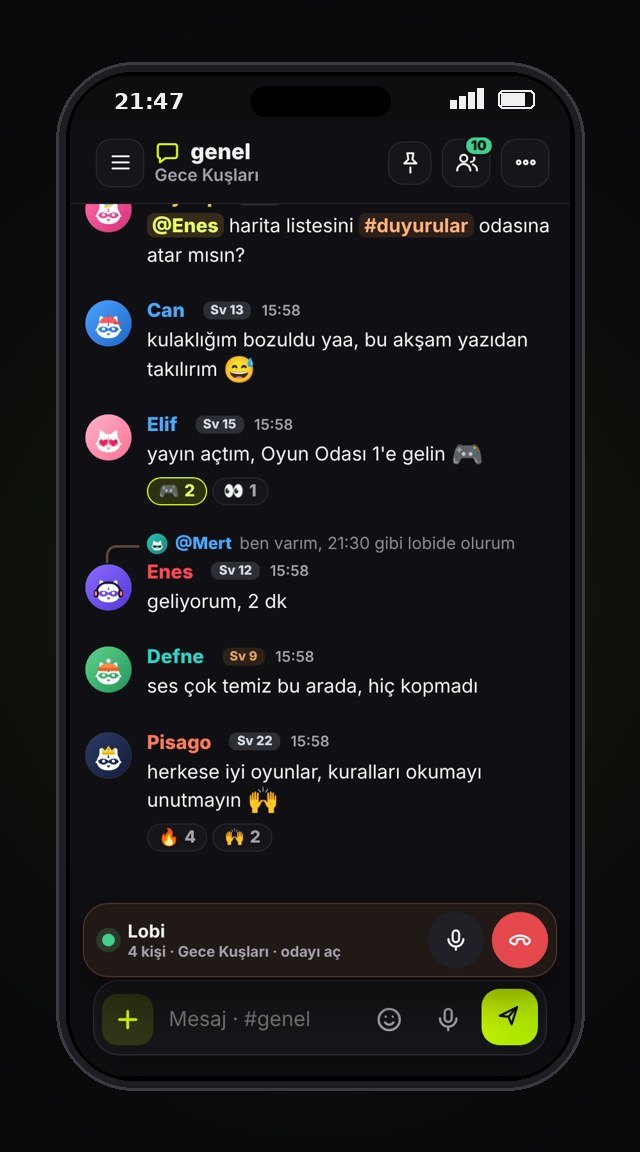 21:47
genel
10
Gece Kuşları
@Enes harita listesini #duyurular odasına
atar mısın?
Can Sv 13 15:58
kulaklığım bozuldu yaa, bu akşam yazıdan
takılırım 😅
Elif Sv 15 15:58
yayın açtım, Oyun Odası 1'e gelin 🎮
🎮 2 👀 1
@Mert ben varım, 21:30 gibi lobide olurum
Enes Sv 12 15:58
geliyorum, 2 dk
Defne Sv 9 15:58
ses çok temiz bu arada, hiç kopmadı
Pisago Sv 22 15:58
herkese iyi oyunlar, kuralları okumayı
unutmayın 🙌
🔥 4 🙌 2
Lobi
4 kişi · Gece Kuşları · odayı aç
Mesaj · #genel